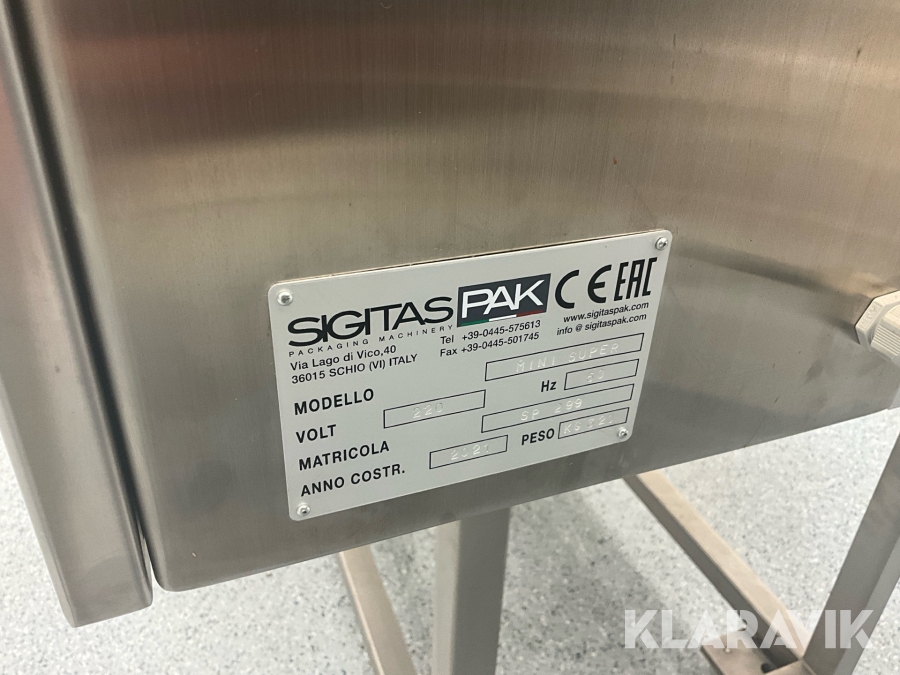 SIGITAS PAK CE EAC
PACKAGING MACHINERY
www.sigitaspak.com
info @ sigitaspak.com
Via Lago di Vico,40
Tel +39-0445-575613
36015 SCHIO (VI) ITALY
Fax +39-0445-501745
MODELLO MINI SUPER
VOLT 220 Hz
MATRICOLA SP 299
ANNO COSTR. PESO
KLARAVIK